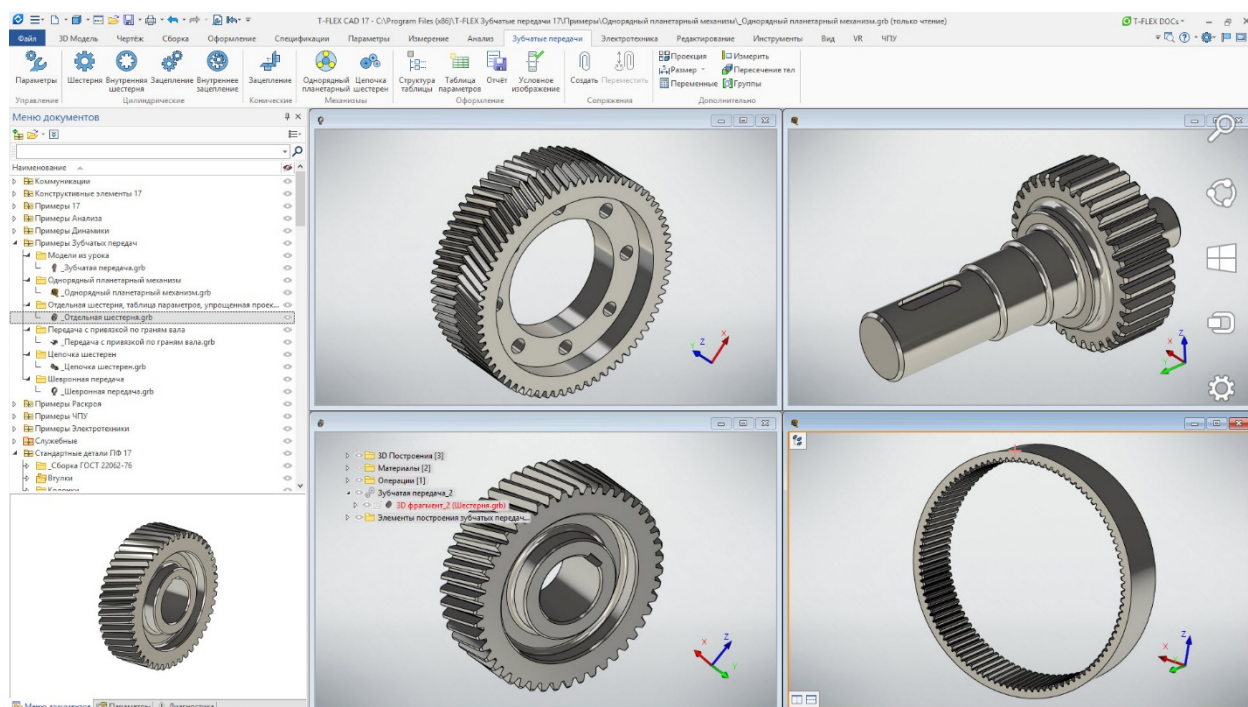 T-FLEX CAD 17 - C:\Program Files (x86)\T-FLEX Зубчатые передачи 17\Примеры\Однорядный планетарный механизм\_Однорядный планетарный механизм.grb (только чтение)
T-FLEX DOCs
Файл 3D Модель Чертёж Сборка Оформление Спецификации Параметры Измерение Анализ Зубчатые передачи Электротехника Редактирование Инструменты Вид VR ЧПУ
Параметры Шестерня Внутренняя шестерня Зацепление Внутреннее зацепление Зацепление Однорядный планетарный Цепочка шестерен Структура таблицы Таблица параметров Отчёт Условное изображение Создать Переместить
Проекция Измерить
Размер Пересечение тел
Переменные Группы
Управление Цилиндрические Конические Механизмы Оформление Сопряжения Дополнительно
Меню документов
Наименование
Коммуникации
Конструктивные элементы 17
Примеры 17
Примеры Анализа
Примеры Динамики
Примеры Зубчатых передач
Модели из урока
_Зубчатая передача.grb
Однорядный планетарный механизм
_Однорядный планетарный механизм.grb
Отдельная шестерня, таблица параметров, упрощенная проек...
_Отдельная шестерня.grb
Передача с привязкой по граням вала
_Передача с привязкой по граням вала.grb
Цепочка шестерен
_Цепочка шестерен.grb
Шевронная передача
_Шевронная передача.grb
Примеры Раскроя
Примеры ЧПУ
Примеры Электротехники
Служебные
Стандартные детали ПФ 17
_Сборка ГОСТ 22062-76
Втулки
Колонки
Z X Y
X Z Y
3D Построения [3]
Материалы [2]
Операции [1]
Зубчатая передача_2
3D фрагмент_2 (Шестерня.grb)
Элементы построения зубчатых передач...
X Z Y
Z X Y
Меню документов Параметры Диагностика